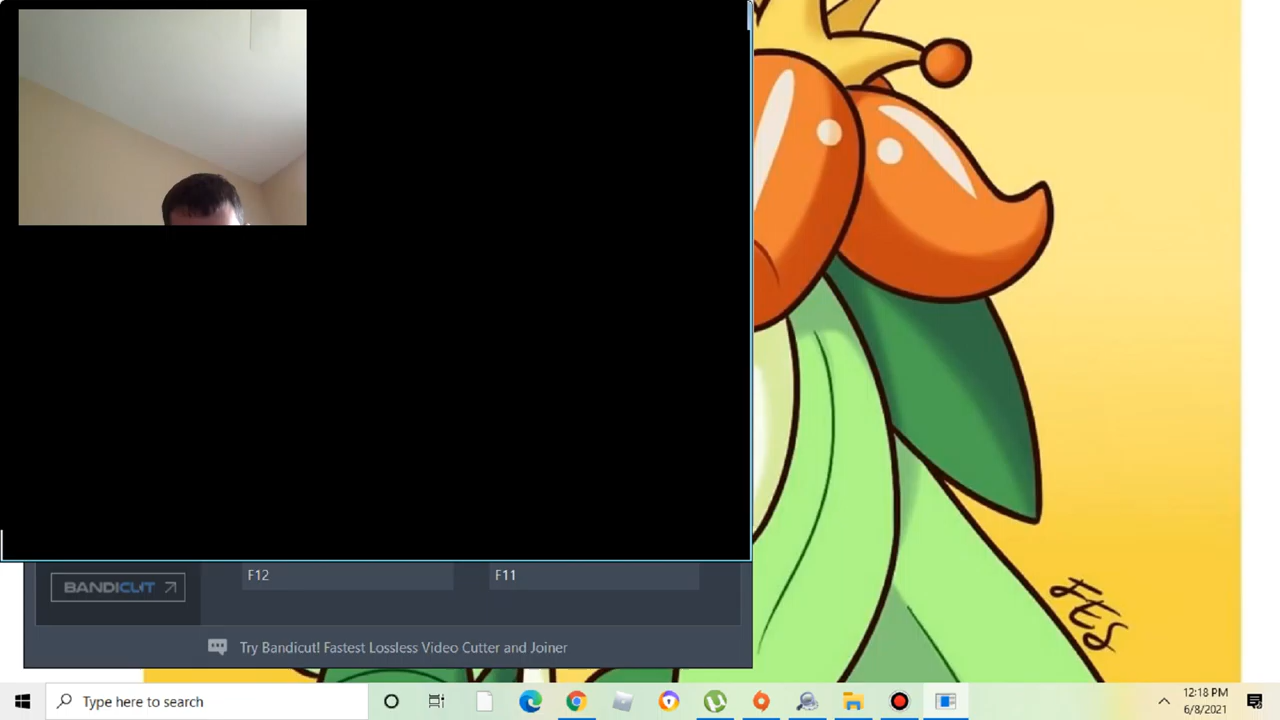 F12
F11
BANDICUT
Try Bandicut! Fastest Lossless Video Cutter and Joiner
FES
Type here to search
12:18 PM
6/8/2021